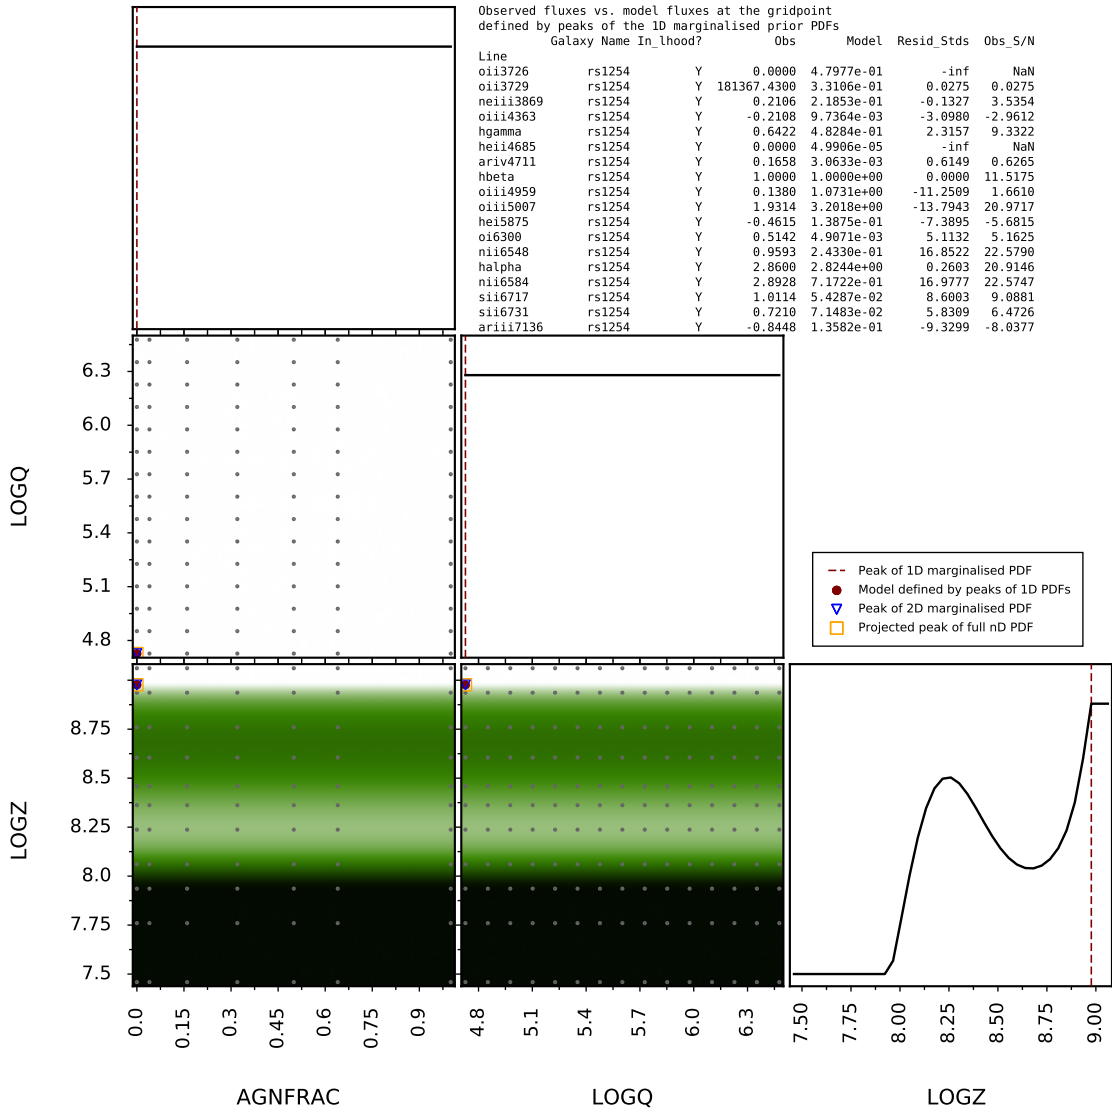 Observed fluxes vs. model fluxes at the gridpoint
defined by peaks of the 1D marginalised prior PDFs
Galaxy Name In_lhood? Obs Model Resid_Stds Obs_S/N
Line
oii3726 rs1254 Y 0.0000 4.7977e-01 -inf NaN
oii3729 rs1254 Y 181367.4300 3.3106e-01 0.0275 0.0275
neiii3869 rs1254 Y 0.2106 2.1853e-01 -0.1327 3.5354
oiii4363 rs1254 Y -0.2108 9.7364e-03 -3.0980 -2.9612
hgamma rs1254 Y 0.6422 4.8284e-01 2.3157 9.3322
heii4685 rs1254 Y 0.0000 4.9906e-05 -inf NaN
ariv4711 rs1254 Y 0.1658 3.0633e-03 0.6149 0.6265
hbeta rs1254 Y 1.0000 1.0000e+00 0.0000 11.5175
oiii4959 rs1254 Y 0.1380 1.0731e+00 -11.2509 1.6610
oiii5007 rs1254 Y 1.9314 3.2018e+00 -13.7943 20.9717
hei5875 rs1254 Y -0.4615 1.3875e-01 -7.3895 -5.6815
oi6300 rs1254 Y 0.5142 4.9071e-03 5.1132 5.1625
nii6548 rs1254 Y 0.9593 2.4330e-01 16.8522 22.5790
halpha rs1254 Y 2.8600 2.8244e+00 0.2603 20.9146
nii6584 rs1254 Y 2.8928 7.1722e-01 16.9777 22.5747
sii6717 rs1254 Y 1.0114 5.4287e-02 8.6003 9.0881
sii6731 rs1254 Y 0.7210 7.1483e-02 5.8309 6.4726
ariii7136 rs1254 Y -0.8448 1.3582e-01 -9.3299 -8.0377
LOGQ
6.3
6.0
5.7
5.4
5.1
4.8
Peak of 1D marginalised PDF
Model defined by peaks of 1D PDFs
Peak of 2D marginalised PDF
Projected peak of full nD PDF
LOGZ
8.75
8.5
8.25
8.0
7.75
7.5
0.0 0.15 0.3 0.45 0.6 0.75 0.9
4.8 5.1 5.4 5.7 6.0 6.3
7.50 7.75 8.00 8.25 8.50 8.75 9.00
AGNFRAC LOGQ LOGZ